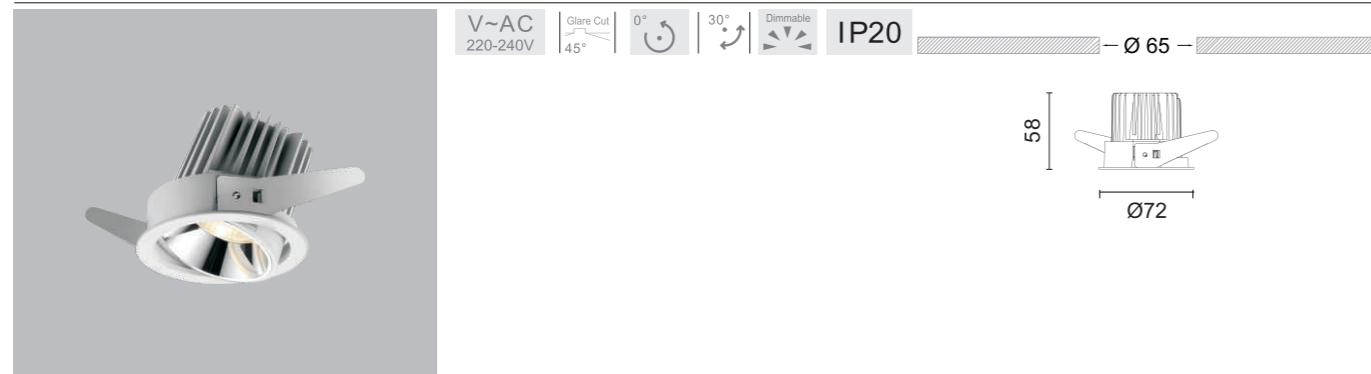 V~AC
220-240V
Glare Cut
45°
0°
30°
Dimmable
IP20
Ø 65
58
Ø72